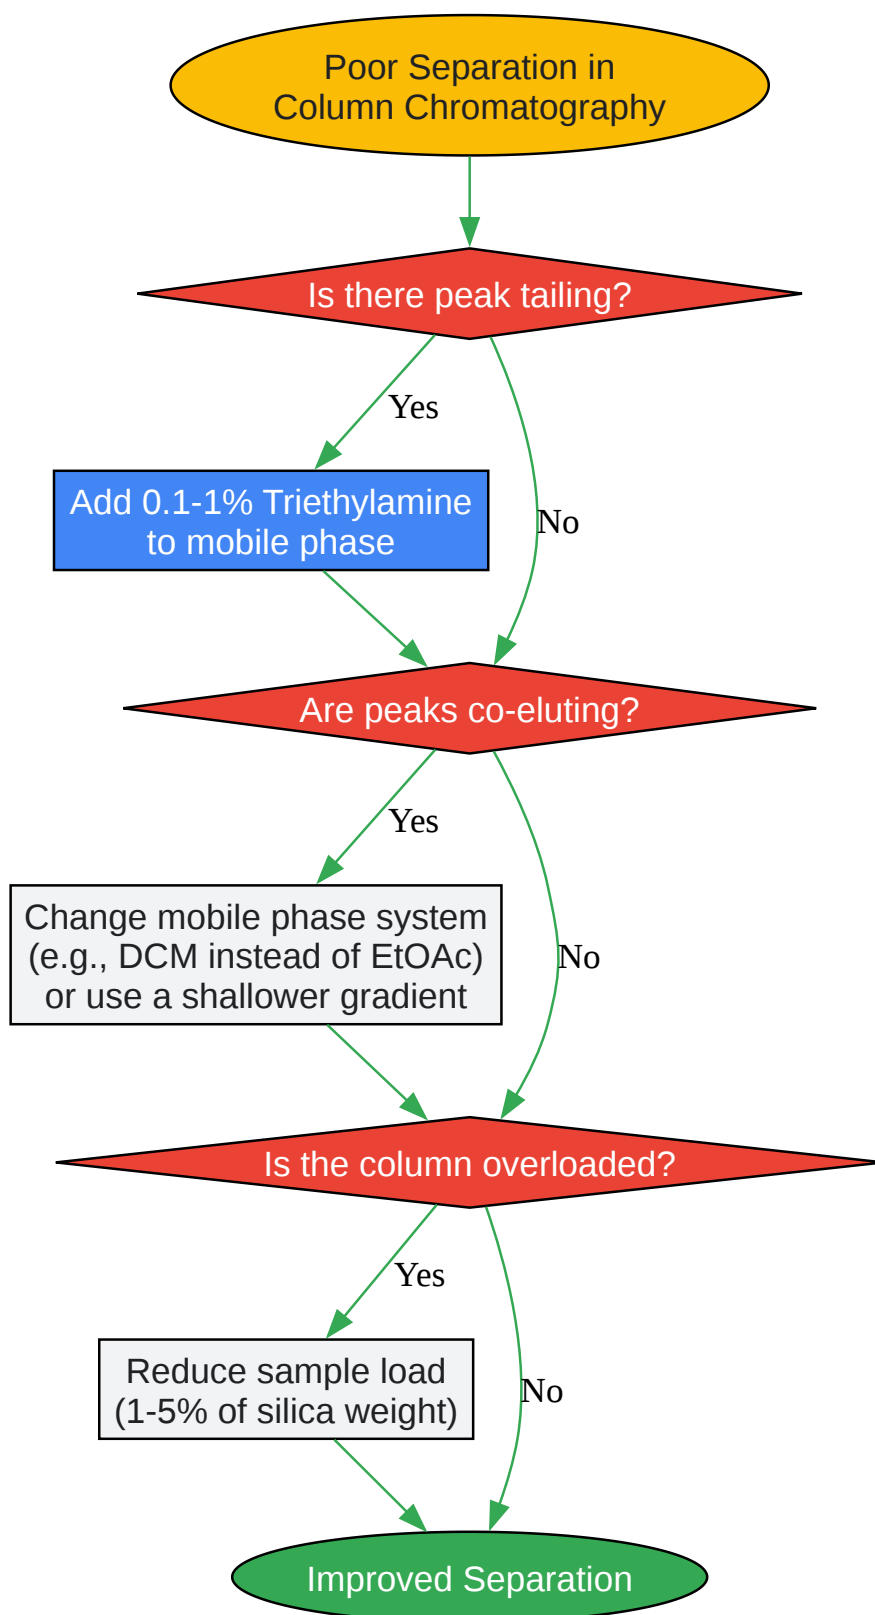 Poor Separation in
Column Chromatography
Is there peak tailing?
Yes
Add 0.1-1% Triethylamine
to mobile phase
No
Are peaks co-eluting?
Yes
Change mobile phase system
(e.g., DCM instead of EtOAc)
or use a shallower gradient
No
Is the column overloaded?
Yes
Reduce sample load
(1-5% of silica weight)
No
Improved Separation